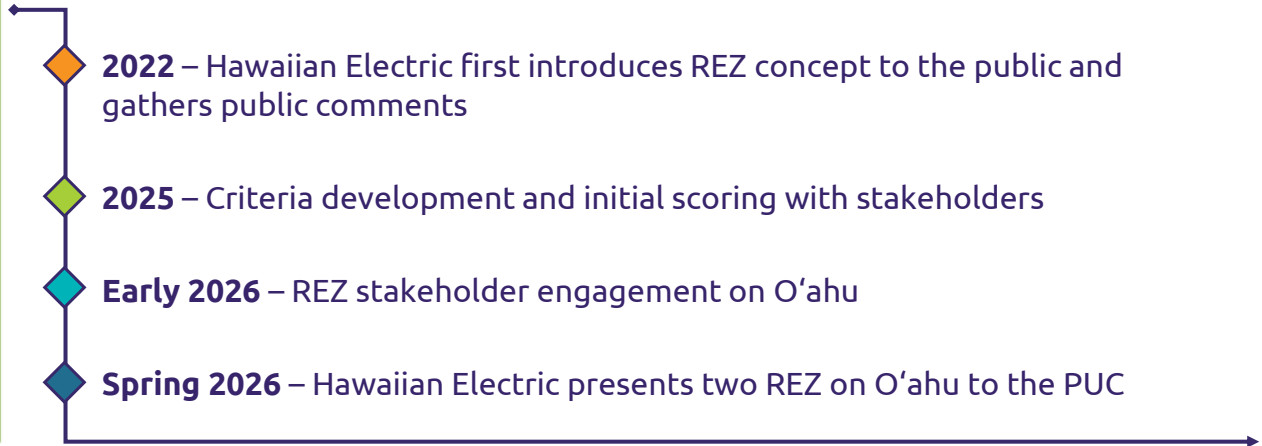 2022 – Hawaiian Electric first introduces REZ concept to the public and
gathers public comments
2025 – Criteria development and initial scoring with stakeholders
Early 2026 – REZ stakeholder engagement on Oʻahu
Spring 2026 – Hawaiian Electric presents two REZ on Oʻahu to the PUC